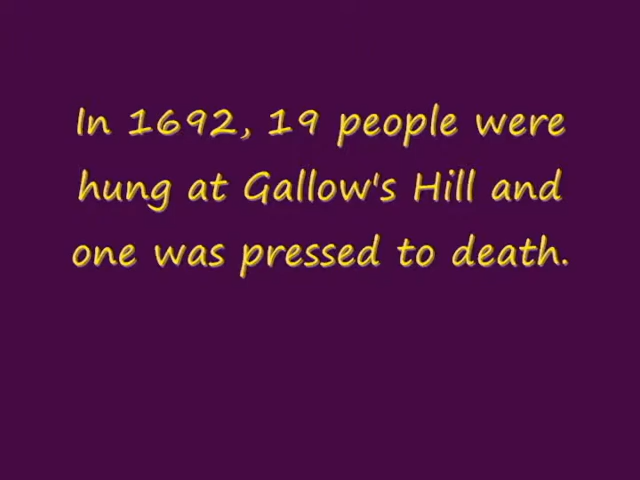 In 1692, 19 people were
hung at Gallow's Hill and
one was pressed to death.